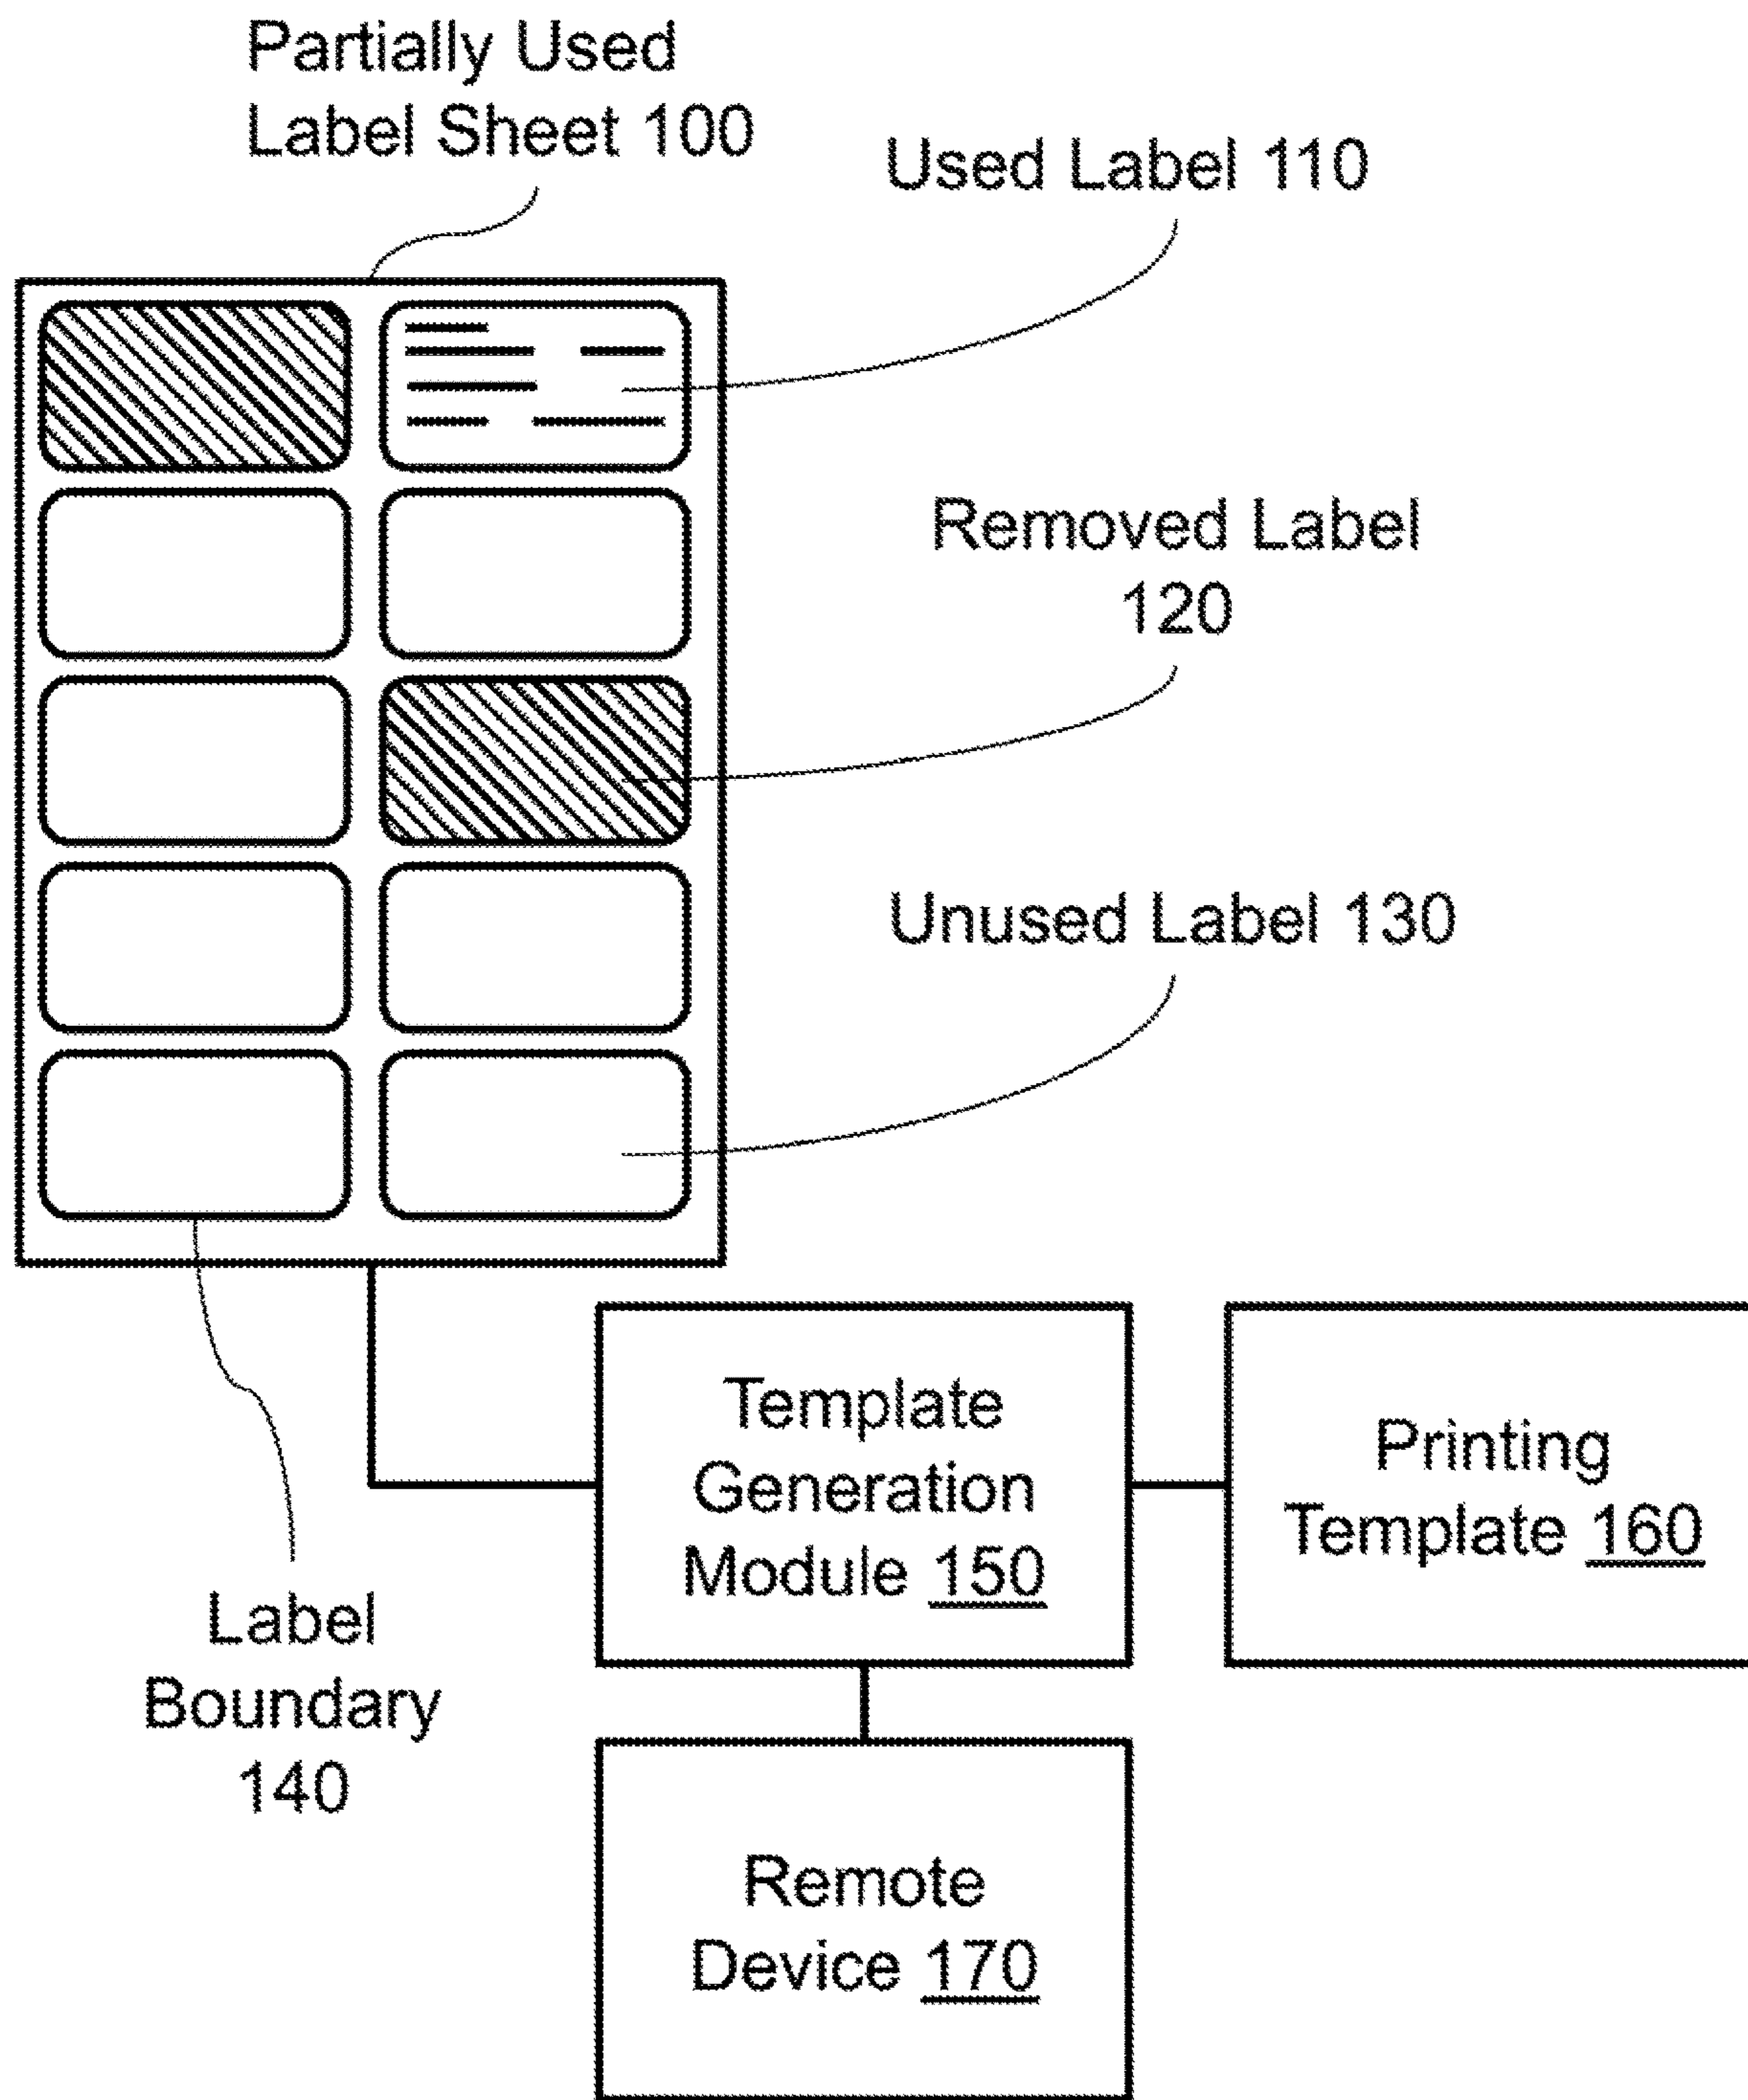 Partially Used
Label Sheet 100
Used Label 110
Removed Label
120
Unused Label 130
Template
Generation
Module 150
Printing
Template 160
Label
Boundary
140
Remote
Device 170